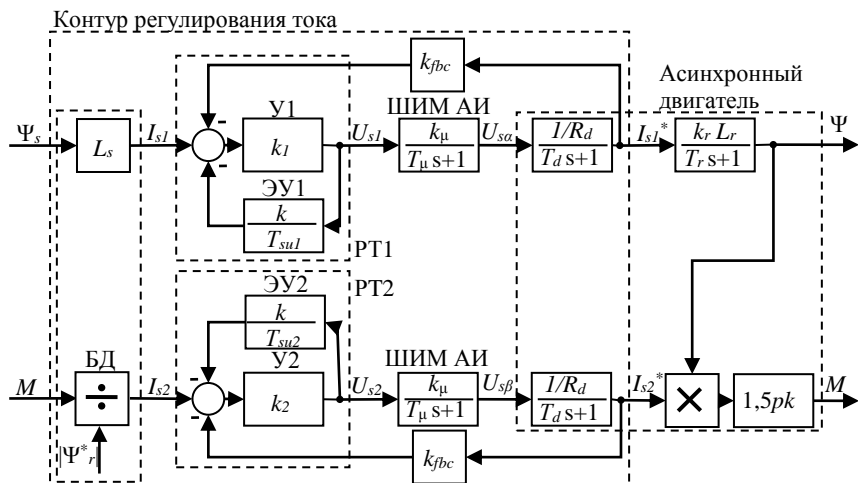 Контур регулирования тока
Асинхронный двигатель
k_fbc
У1
ШИМ АИ
Ψ_s
L_s
I_s1
-
-
k_1
U_s1
k_μ
T_μ s+1
U_sα
1/R_d
T_d s+1
I_s1*
k_r L_r
T_r s+1
Ψ
ЭУ1
k
T_su1
РТ1
РТ2
ЭУ2
k
T_su2
БД
У2
ШИМ АИ
M
÷
I_s2
-
-
k_2
U_s2
k_μ
T_μ s+1
U_sβ
1/R_d
T_d s+1
I_s2*
×
1,5pk
M
|Ψ*_r|
k_fbc